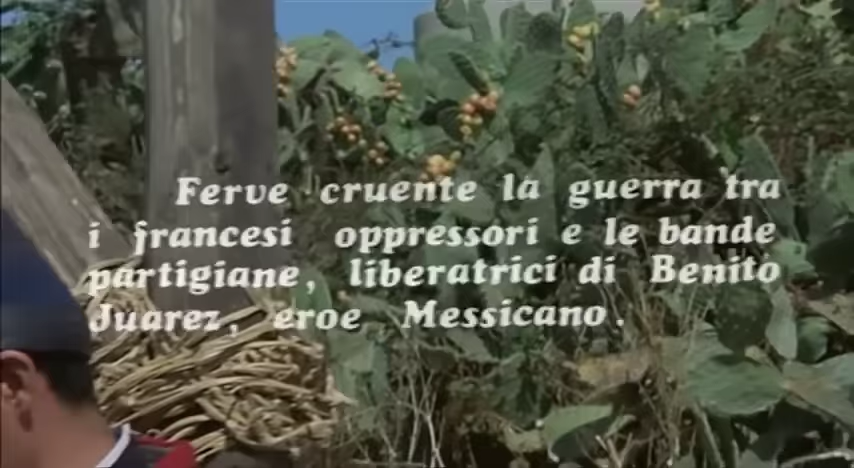 Ferve cruente la guerra tra
i francesi oppressori e le bande
partigiane, liberatrici di Benito
Juarez, eroe Messicano.